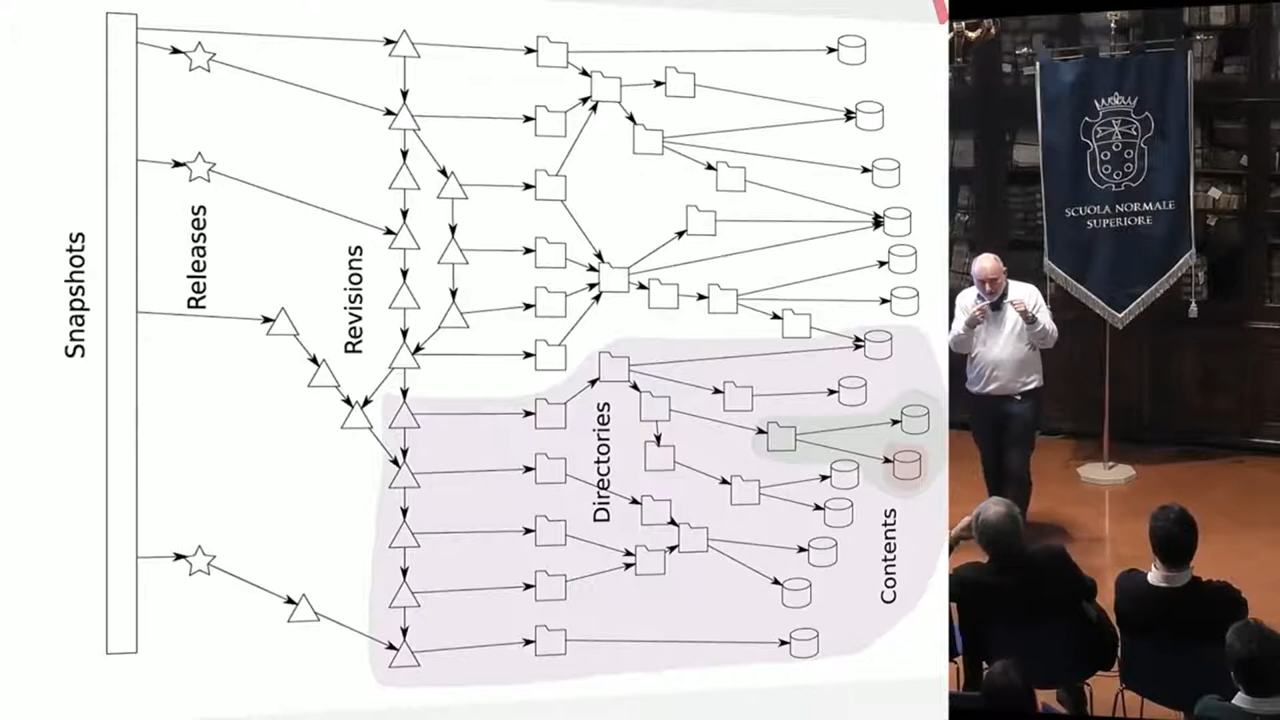 Snapshots
Releases
Revisions
Directories
Contents
SCUOLA NORMALE
SUPERIORE